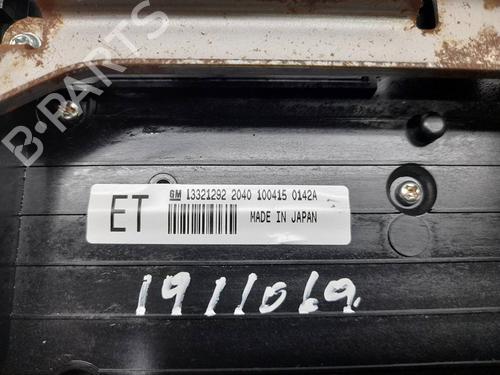 B-PARTS
GM 13321292 2040 100415 0142A
ET
MADE IN JAPAN
1911069